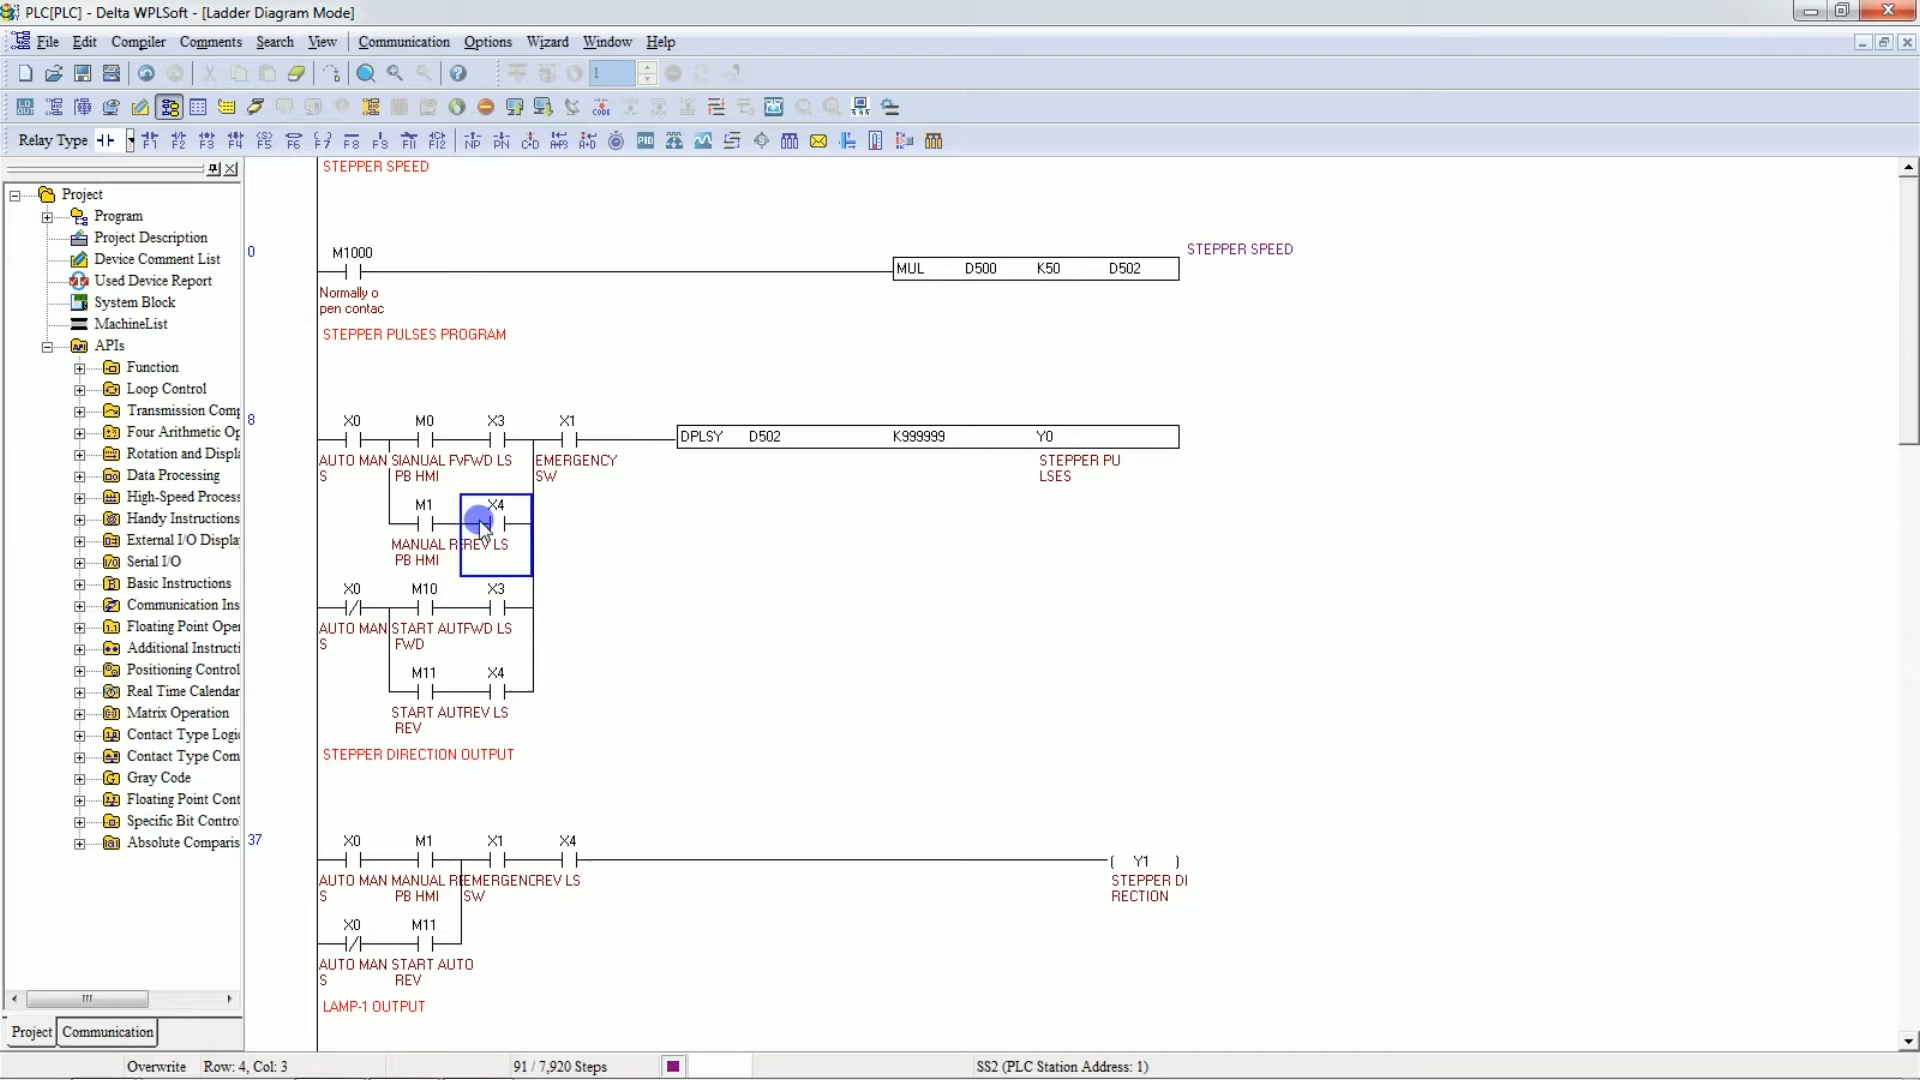 PLC[PLC] - Delta WPLSoft - [Ladder Diagram Mode]
File Edit Compiler Comments Search View Communication Options Wizard Window Help
1
Relay Type
Project
Program
Project Description
Device Comment List
Used Device Report
System Block
MachineList
APIs
Function
Loop Control
Transmission Comp
Four Arithmetic Op
Rotation and Displa
Data Processing
High-Speed Process
Handy Instructions
External I/O Displa
Serial I/O
Basic Instructions
Communication Ins
Floating Point Oper
Additional Instructi
Positioning Control
Real Time Calendar
Matrix Operation
Contact Type Logi
Contact Type Com
Gray Code
Floating Point Cont
Specific Bit Contro
Absolute Comparis
Project Communication
STEPPER SPEED
0
M1000
MUL D500 K50 D502
STEPPER SPEED
Normally o
pen contac
STEPPER PULSES PROGRAM
8
X0 M0 X3 X1
DPLSY D502 K999999 Y0
AUTO MAN SIANUAL FVFWD LS EMERGENCY STEPPER PU
S PB HMI SW LSES
M1 X4
MANUAL REREV LS
PB HMI
X0 M10 X3
AUTO MAN START AUTFWD LS
S FWD
M11 X4
START AUTREV LS
REV
STEPPER DIRECTION OUTPUT
37
X0 M1 X1 X4
( Y1 )
AUTO MAN MANUAL REEMERGENCREV LS STEPPER DI
S PB HMI SW RECTION
X0 M11
AUTO MAN START AUTO
S REV
LAMP-1 OUTPUT
Overwrite Row: 4, Col: 3 91 / 7,920 Steps SS2 (PLC Station Address: 1)